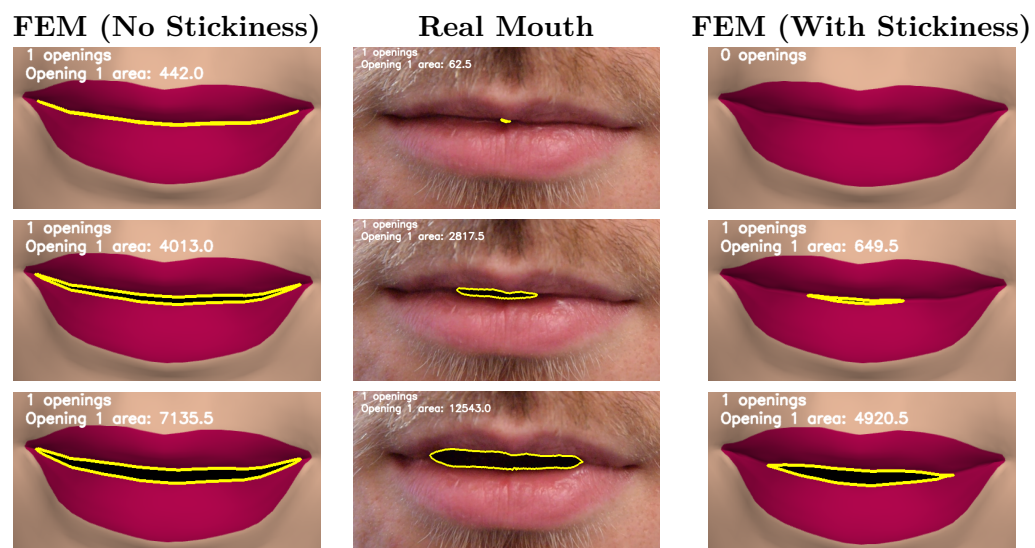 FEM (No Stickiness)
Real Mouth
FEM (With Stickiness)
1 openings
Opening 1 area: 442.0
1 openings
Opening 1 area: 62.5
0 openings
1 openings
Opening 1 area: 4013.0
1 openings
Opening 1 area: 2817.5
1 openings
Opening 1 area: 649.5
1 openings
Opening 1 area: 7135.5
1 openings
Opening 1 area: 12543.0
1 openings
Opening 1 area: 4920.5